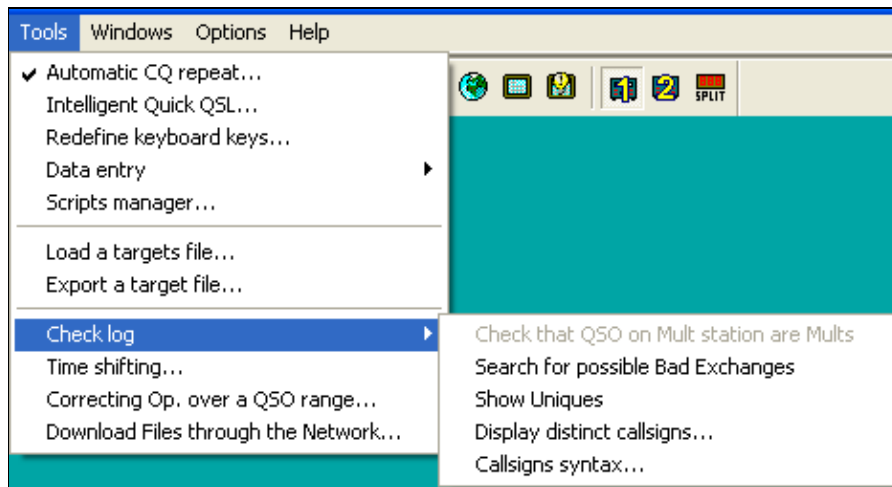 Tools Windows Options Help
Automatic CQ repeat...
Intelligent Quick QSL...
Redefine keyboard keys...
Data entry
Scripts manager...
Load a targets file...
Export a target file...
Check log
Time shifting...
Correcting Op. over a QSO range...
Download Files through the Network...
1 2 SPLIT
Check that QSO on Mult station are Mults
Search for possible Bad Exchanges
Show Uniques
Display distinct callsigns...
Callsigns syntax...